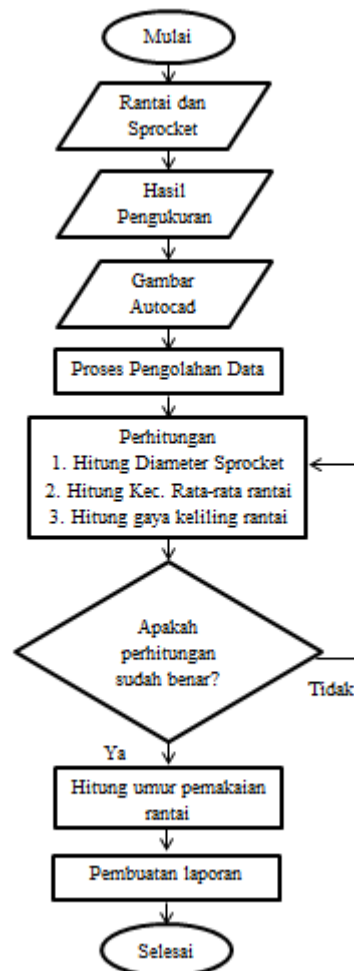 Mulai
Rantai dan
Sprocket
Hasil
Pengukuran
Gambar
Autocad
Proses Pengolahan Data
Perhitungan
1. Hitung Diameter Sprocket
2. Hitung Kec. Rata-rata rantai
3. Hitung gaya keliling rantai
Apakah
perhitungan
sudah benar?
Tidak
Ya
Hitung umur pemakaian
rantai
Pembuatan laporan
Selesai